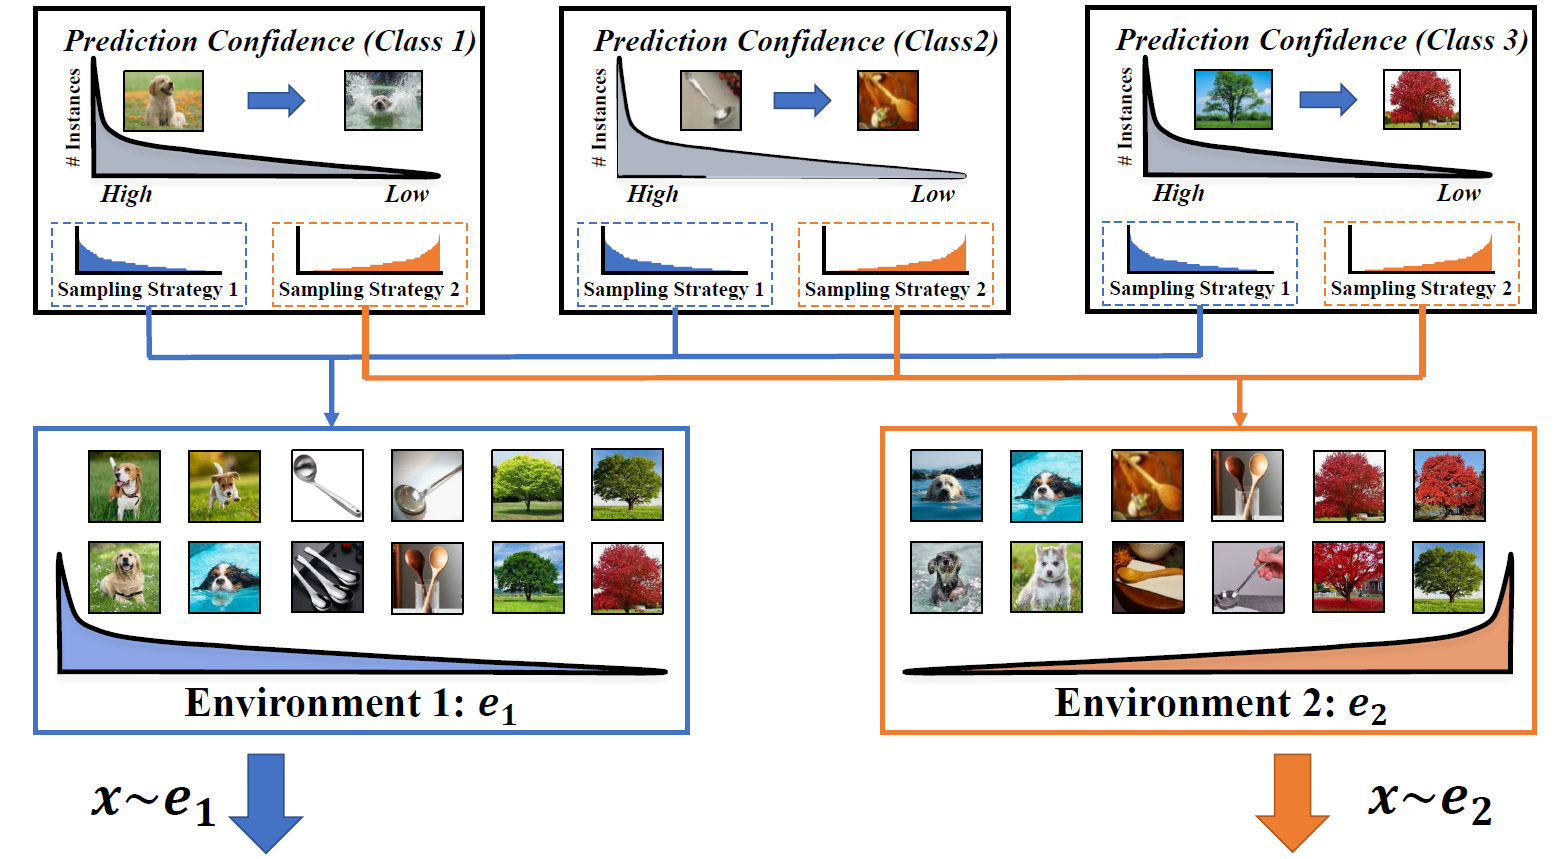 Prediction Confidence (Class 1)
# Instances
High
Low
Sampling Strategy 1
Sampling Strategy 2
Prediction Confidence (Class2)
# Instances
High
Low
Sampling Strategy 1
Sampling Strategy 2
Prediction Confidence (Class 3)
# Instances
High
Low
Sampling Strategy 1
Sampling Strategy 2
Environment 1: e₁
Environment 2: e₂
x~e₁
x~e₂